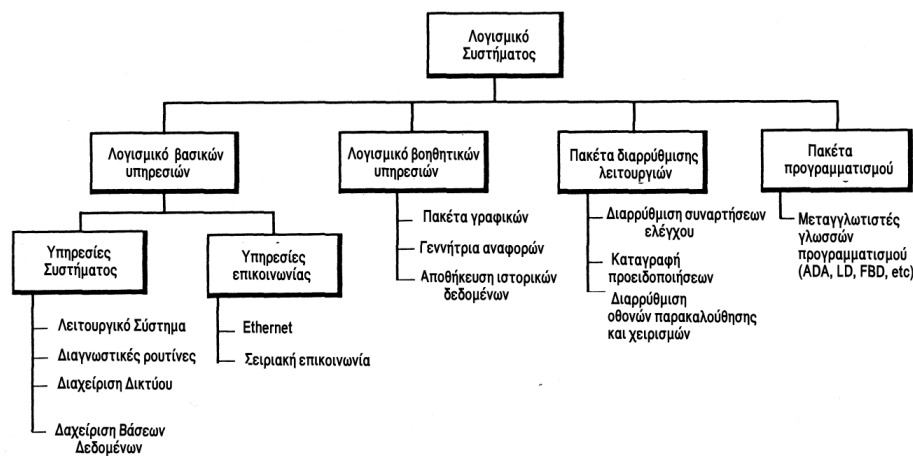 Λογισμικό
Συστήματος
Λογισμικό βασικών
υπηρεσιών
Λογισμικό βοηθητικών
υπηρεσιών
Πακέτα διαρρύθμισης
λειτουργιών
Πακέτα
προγραμματισμού
Υπηρεσίες
Συστήματος
Υπηρεσίες
επικοινωνίας
Λειτουργικό Σύστημα
Διαγνωστικές ρουτίνες
Διαχείριση Δικτύου
Δαχείριση Βάσεων
Δεδομένων
Ethernet
Σειριακή επικοινωνία
Πακέτα γραφικών
Γεννήτρια αναφορών
Αποθήκευση ιστορικών
δεδομένων
Διαρρύθμιση συναρτήσεων
ελέγχου
Καταγραφή
προειδοποιήσεων
Διαρρύθμιση
οθονών παρακαλούθησης
και χειρισμών
Μεταγγλωτιστές
γλωσσών
προγραμματισμού
(ADA, LD, FBD, etc)